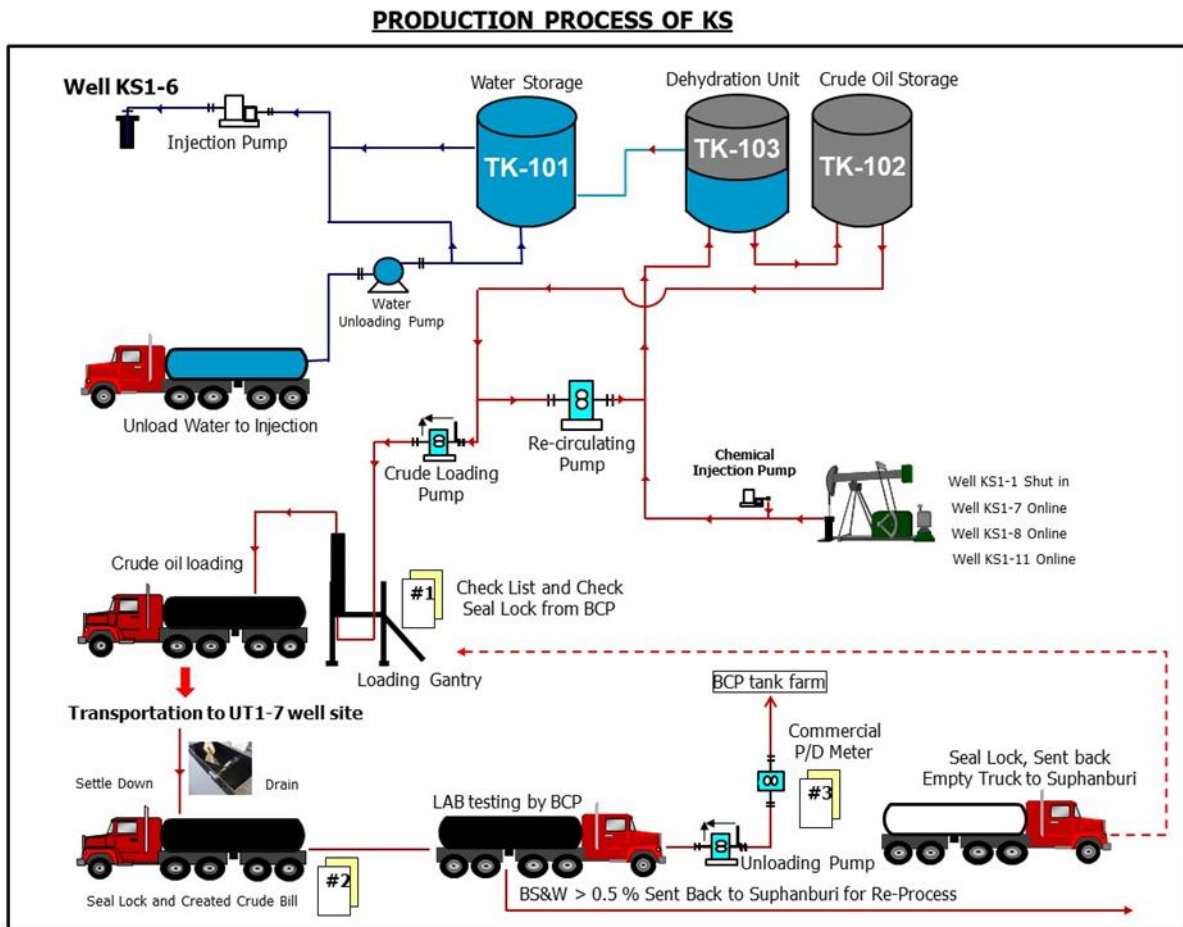 PRODUCTION PROCESS OF KS
Well KS1-6
Injection Pump
Water Storage
TK-101
Dehydration Unit
TK-103
Crude Oil Storage
TK-102
Water
Unloading Pump
Unload Water to Injection
Crude Loading
Pump
Re-circulating
Pump
Chemical
Injection Pump
Well KS1-1 Shut in
Well KS1-7 Online
Well KS1-8 Online
Well KS1-11 Online
Crude oil loading
#1
Check List and Check
Seal Lock from BCP
Loading Gantry
Transportation to UT1-7 well site
Settle Down
Drain
Seal Lock and Created Crude Bill
#2
LAB testing by BCP
BCP tank farm
Commercial
P/D Meter
#3
Unloading Pump
Seal Lock, Sent back
Empty Truck to Suphanburi
BS&W > 0.5 % Sent Back to Suphanburi for Re-Process